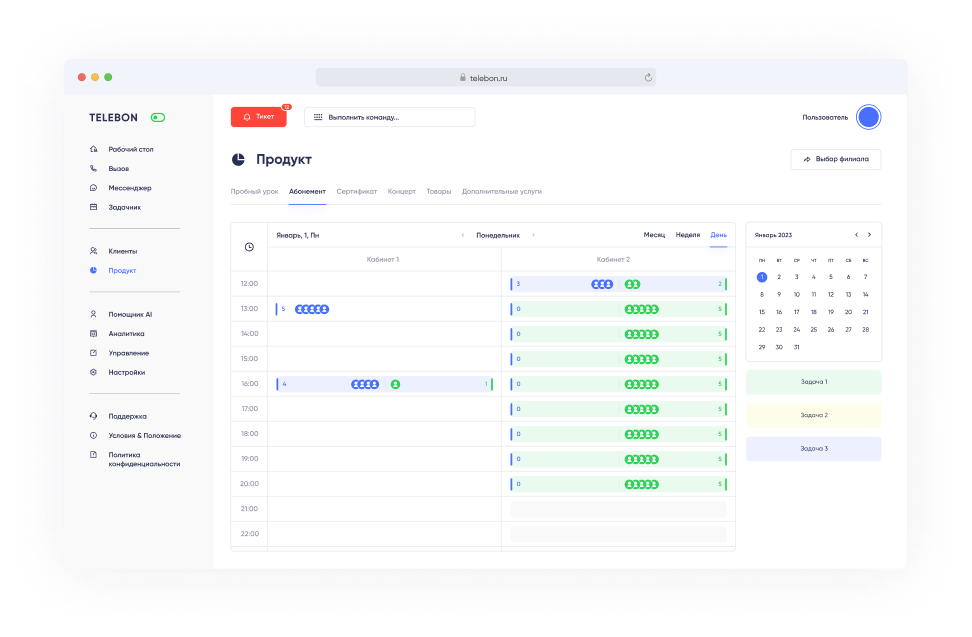 telebon.ru
TELEBON
Тикет
12
Выполнить команду...
Пользователь
Рабочий стол
Вызов
Мессенджер
Задачник
Клиенты
Продукт
Помощник AI
Аналитика
Управление
Настройки
Поддержка
Условия & Положение
Политика
конфиденциальности
Продукт
Выбор филиала
Пробный урок Абонемент Сертификат Концерт Товары Дополнительные услуги
Январь, 1, Пн
Понедельник
Месяц Неделя День
Кабинет 1 Кабинет 2
12:00 3 2
13:00 5 0 5
14:00 0 5
15:00 0 5
16:00 4 1 0 5
17:00 0 5
18:00 0 5
19:00 0 5
20:00 0 5
21:00
22:00
Январь 2023
ПН ВТ СР ЧТ ПТ СБ ВС
1 2 3 4 5 6 7
8 9 10 11 12 13 14
15 16 17 18 19 20 21
22 23 24 25 26 27 28
29 30 31
Задача 1
Задача 2
Задача 3